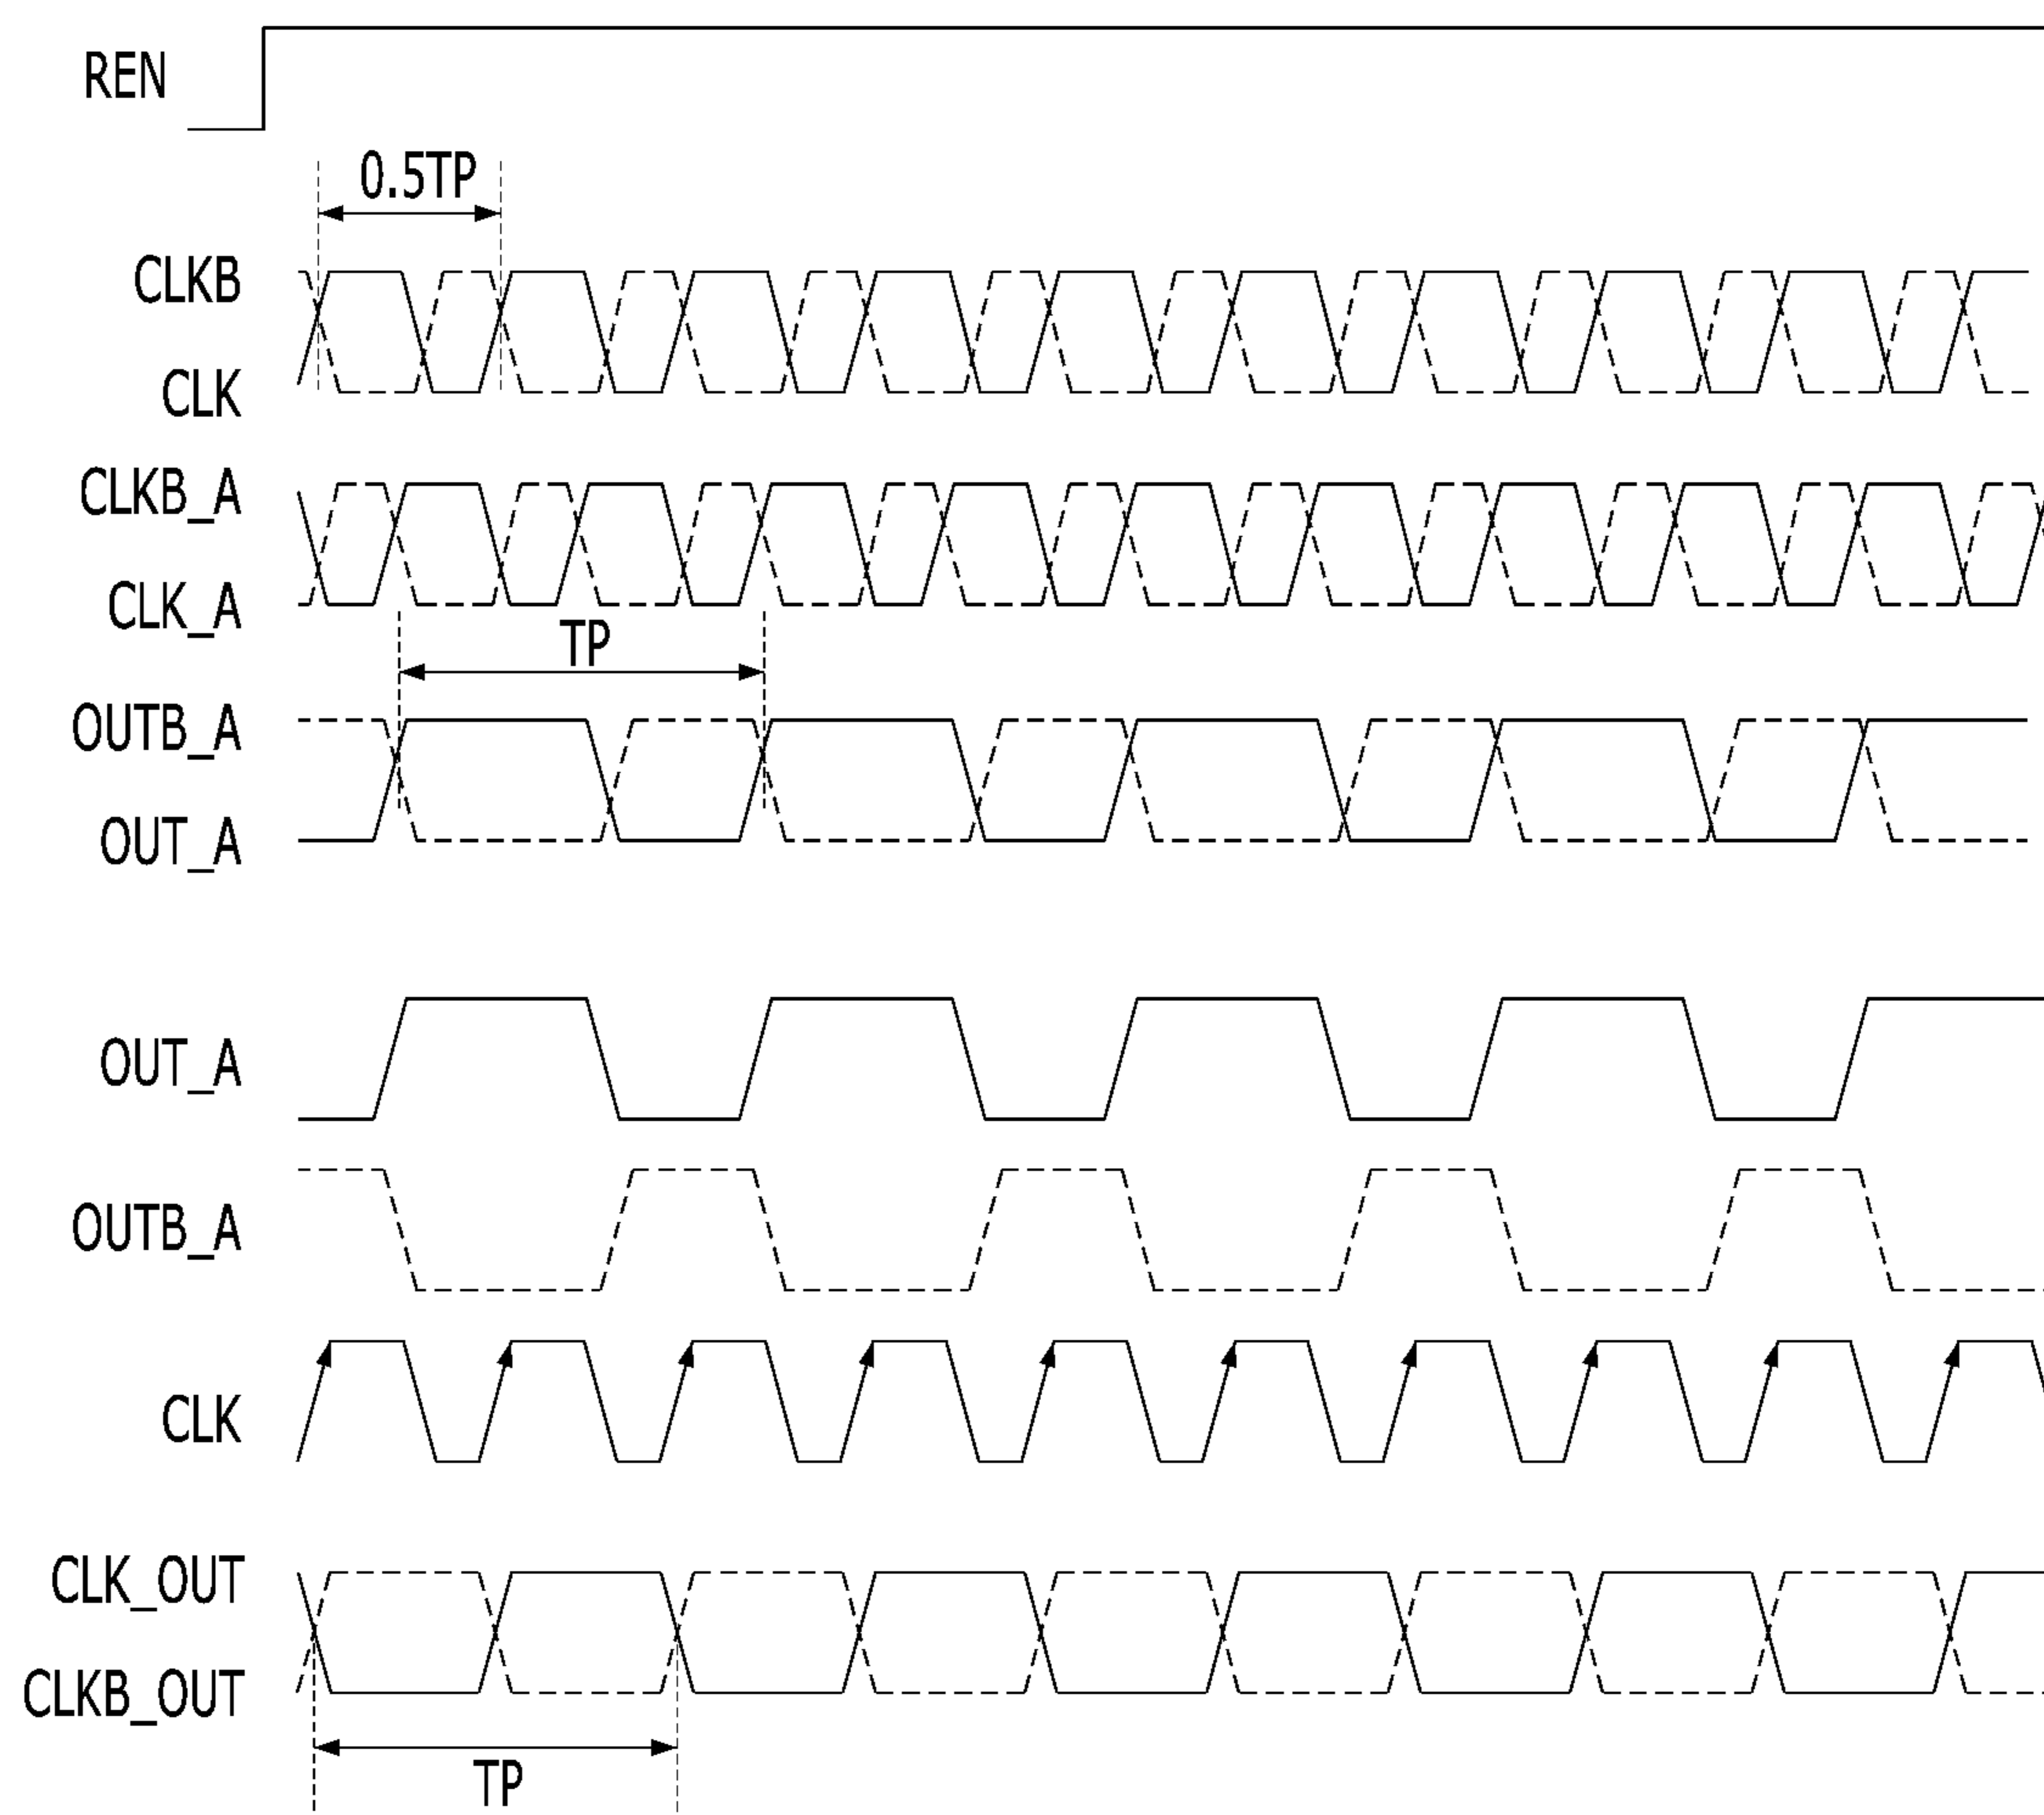 REN
0.5TP
CLKB
CLK
CLKB_A
CLK_A
TP
OUTB_A
OUT_A
OUT_A
OUTB_A
CLK
CLK_OUT
CLKB_OUT
TP